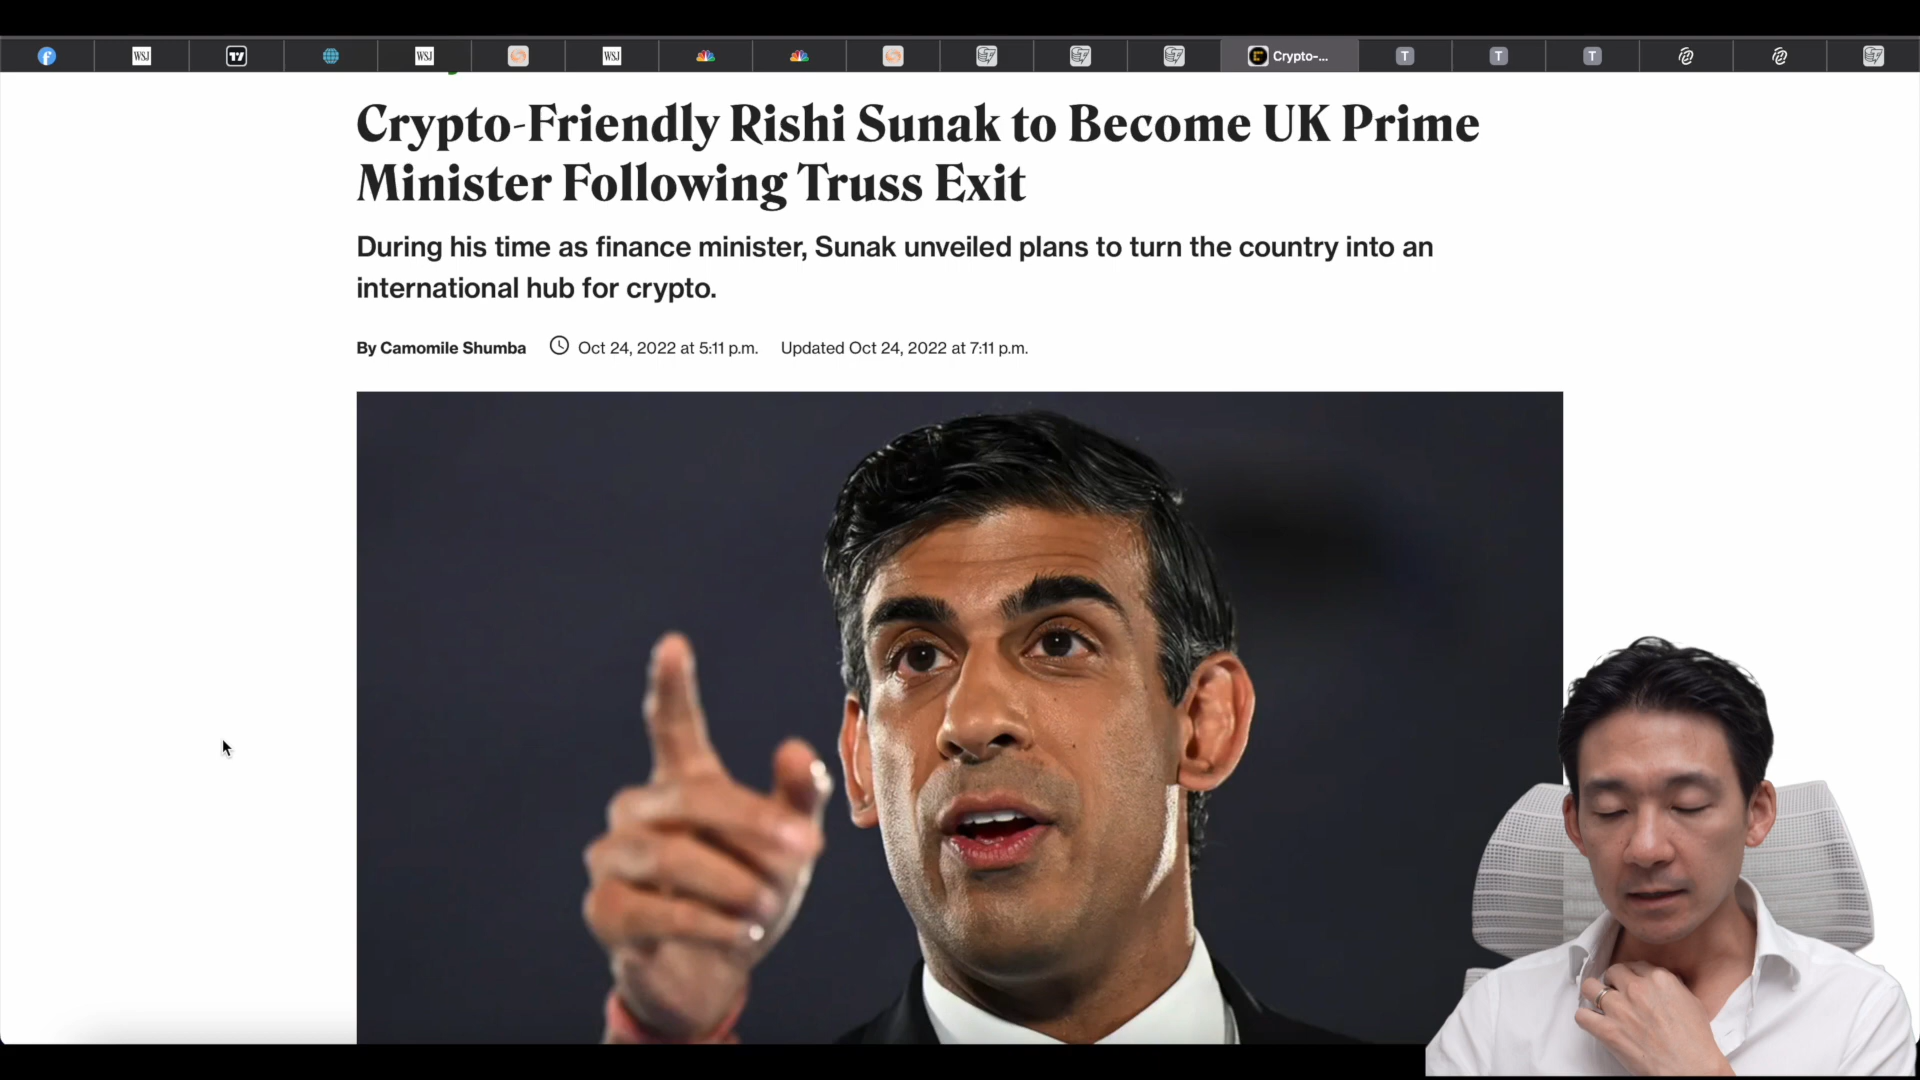 WSJ
WSJ
WSJ
Crypto-...
T
T
T
Crypto-Friendly Rishi Sunak to Become UK Prime
Minister Following Truss Exit
During his time as finance minister, Sunak unveiled plans to turn the country into an
international hub for crypto.
By Camomile Shumba Oct 24, 2022 at 5:11 p.m. Updated Oct 24, 2022 at 7:11 p.m.